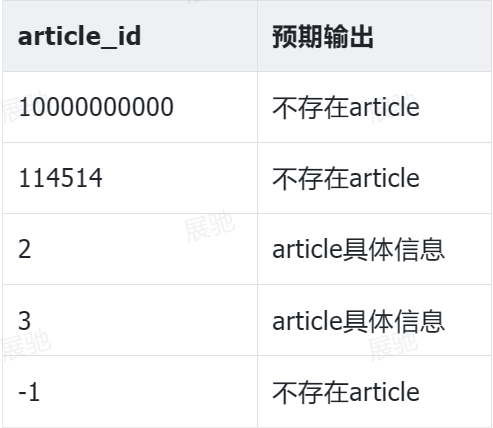 article_id 预期输出
10000000000 不存在article
114514 不存在article
展驰
2 article具体信息
3 article具体信息
展驰
展驰
-1 不存在article